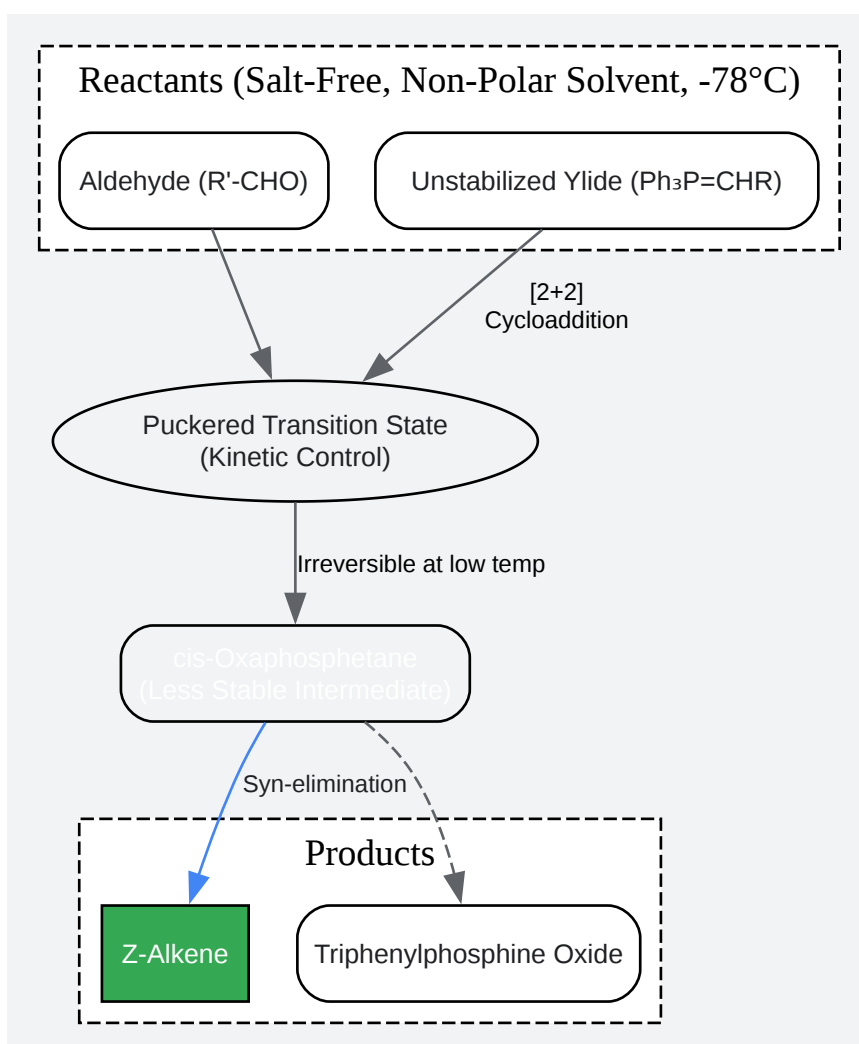 Reactants (Salt-Free, Non-Polar Solvent, -78°C)
Aldehyde (R'-CHO)
Unstabilized Ylide (Ph₃P=CHR)
[2+2]
Cycloaddition
Puckered Transition State
(Kinetic Control)
Irreversible at low temp
cis-Oxaphosphetane
(Less Stable Intermediate)
Syn-elimination
Products
Z-Alkene
Triphenylphosphine Oxide